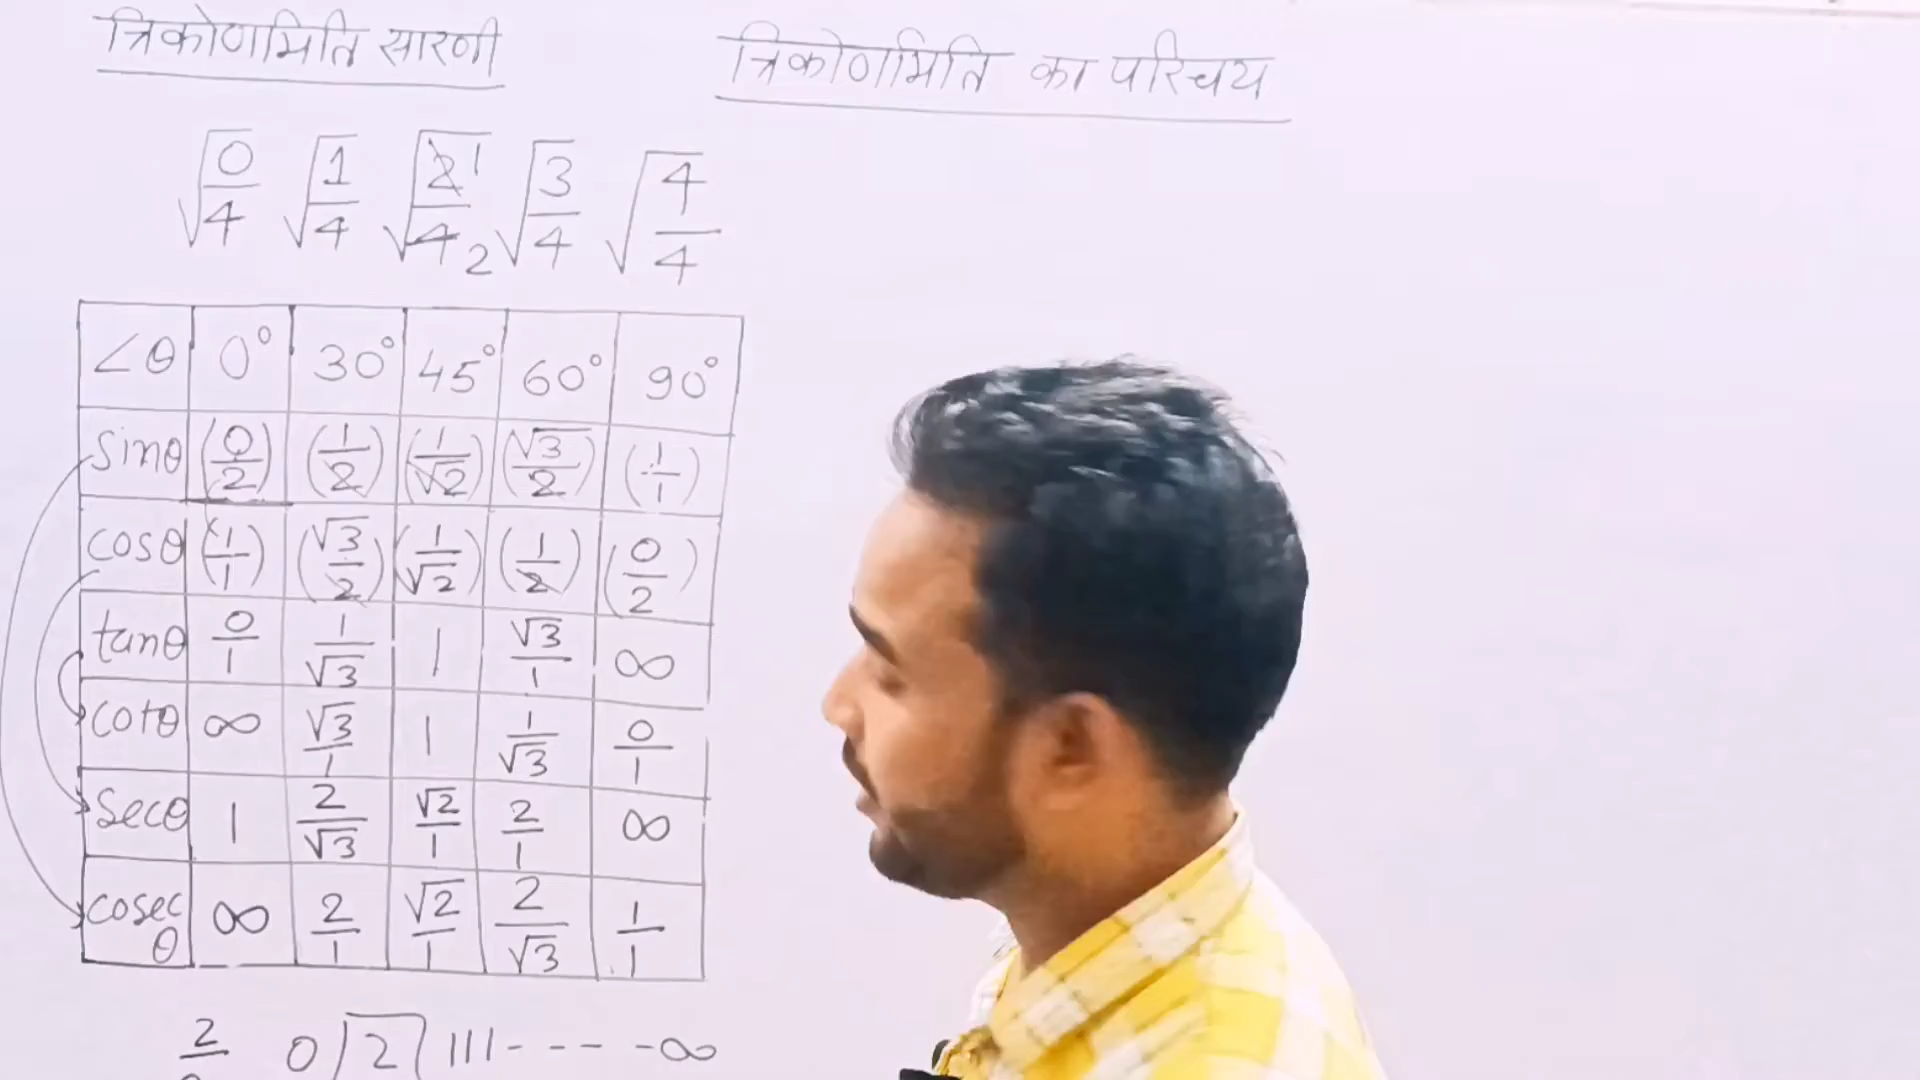 त्रिकोणमिति सारणी
त्रिकोणमिति का परिचय
√(0/4) √(1/4) √(2/4) 1 2 √(3/4) √(4/4)
∠θ 0° 30° 45° 60° 90°
sinθ (0/2) (1/2) (1/√2) (√3/2) (1/1)
cosθ (1/1) (√3/2) (1/√2) (1/2) (0/2)
tanθ 0/1 1/√3 1 √3/1 ∞
cotθ ∞ √3/1 1 1/√3 0/1
secθ 1 2/√3 √2/1 2/1 ∞
cosec θ ∞ 2/1 √2/1 2/√3 1/1
2 0)2(111-----∞